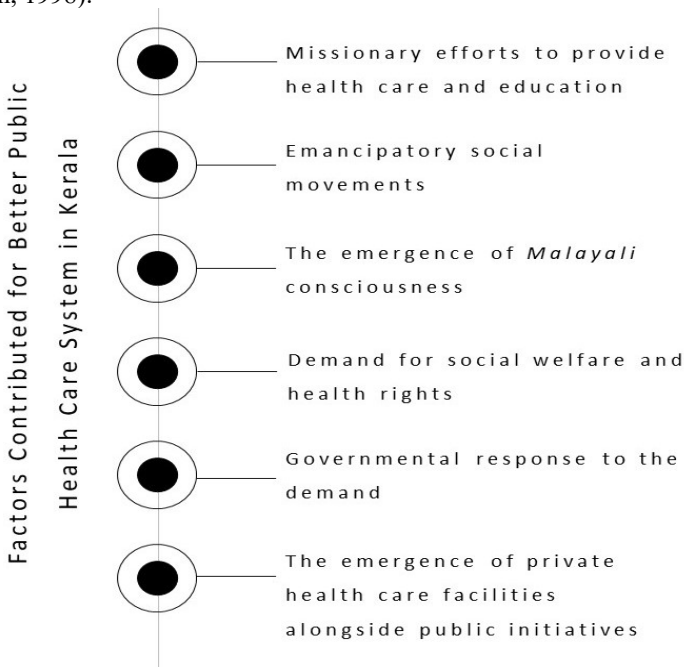 n, 1998).
Factors Contributed for Better Public
Health Care System in Kerala
Missionary efforts to provide
health care and education
Emancipatory social
movements
The emergence of Malayali
consciousness
Demand for social welfare and
health rights
Governmental response to the
demand
The emergence of private
health care facilities
alongside public initiatives